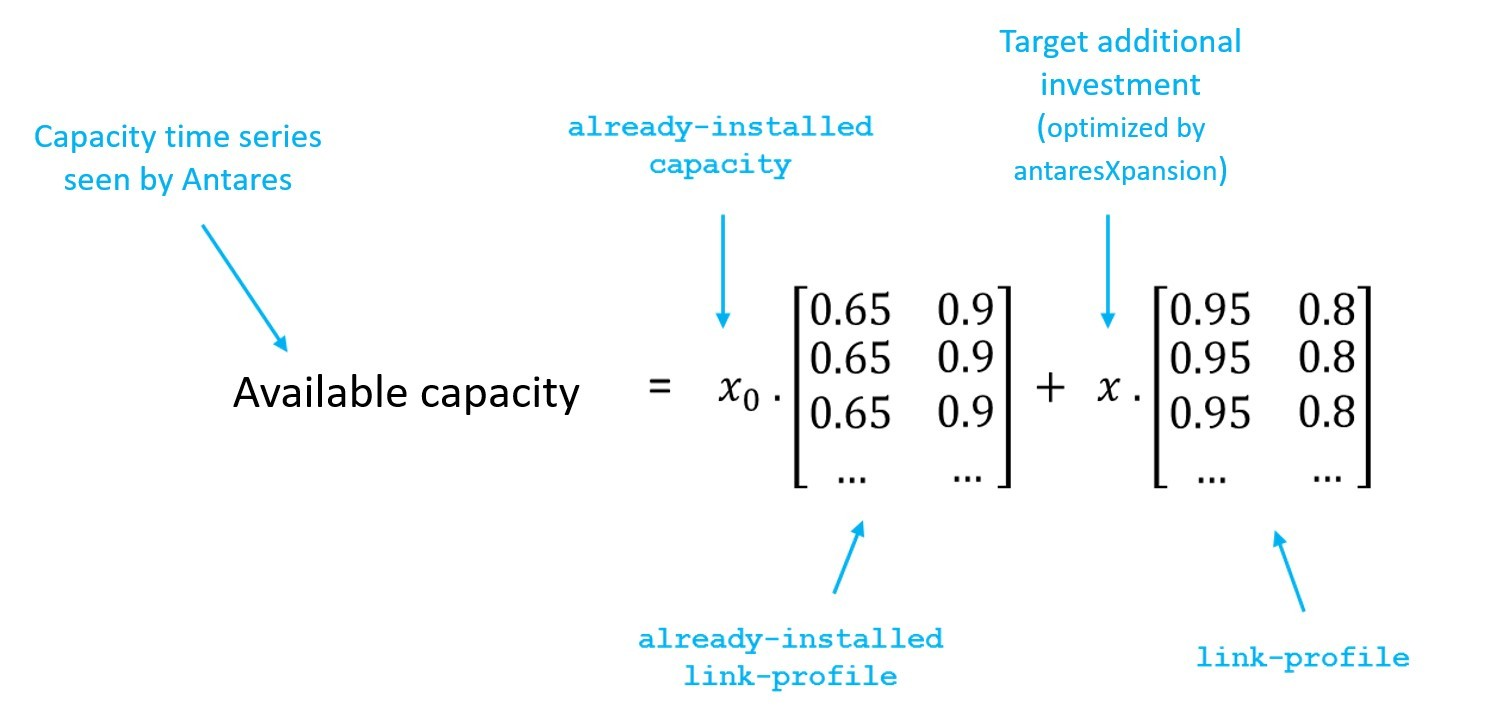 Target additional
investment
(optimized by
antaresXpansion)
already-installed
capacity
Capacity time series
seen by Antares
Available capacity = x₀ . [0.65 0.9
0.65 0.9
0.65 0.9
... ...] + x . [0.95 0.8
0.95 0.8
0.95 0.8
... ...]
already-installed
link-profile
link-profile